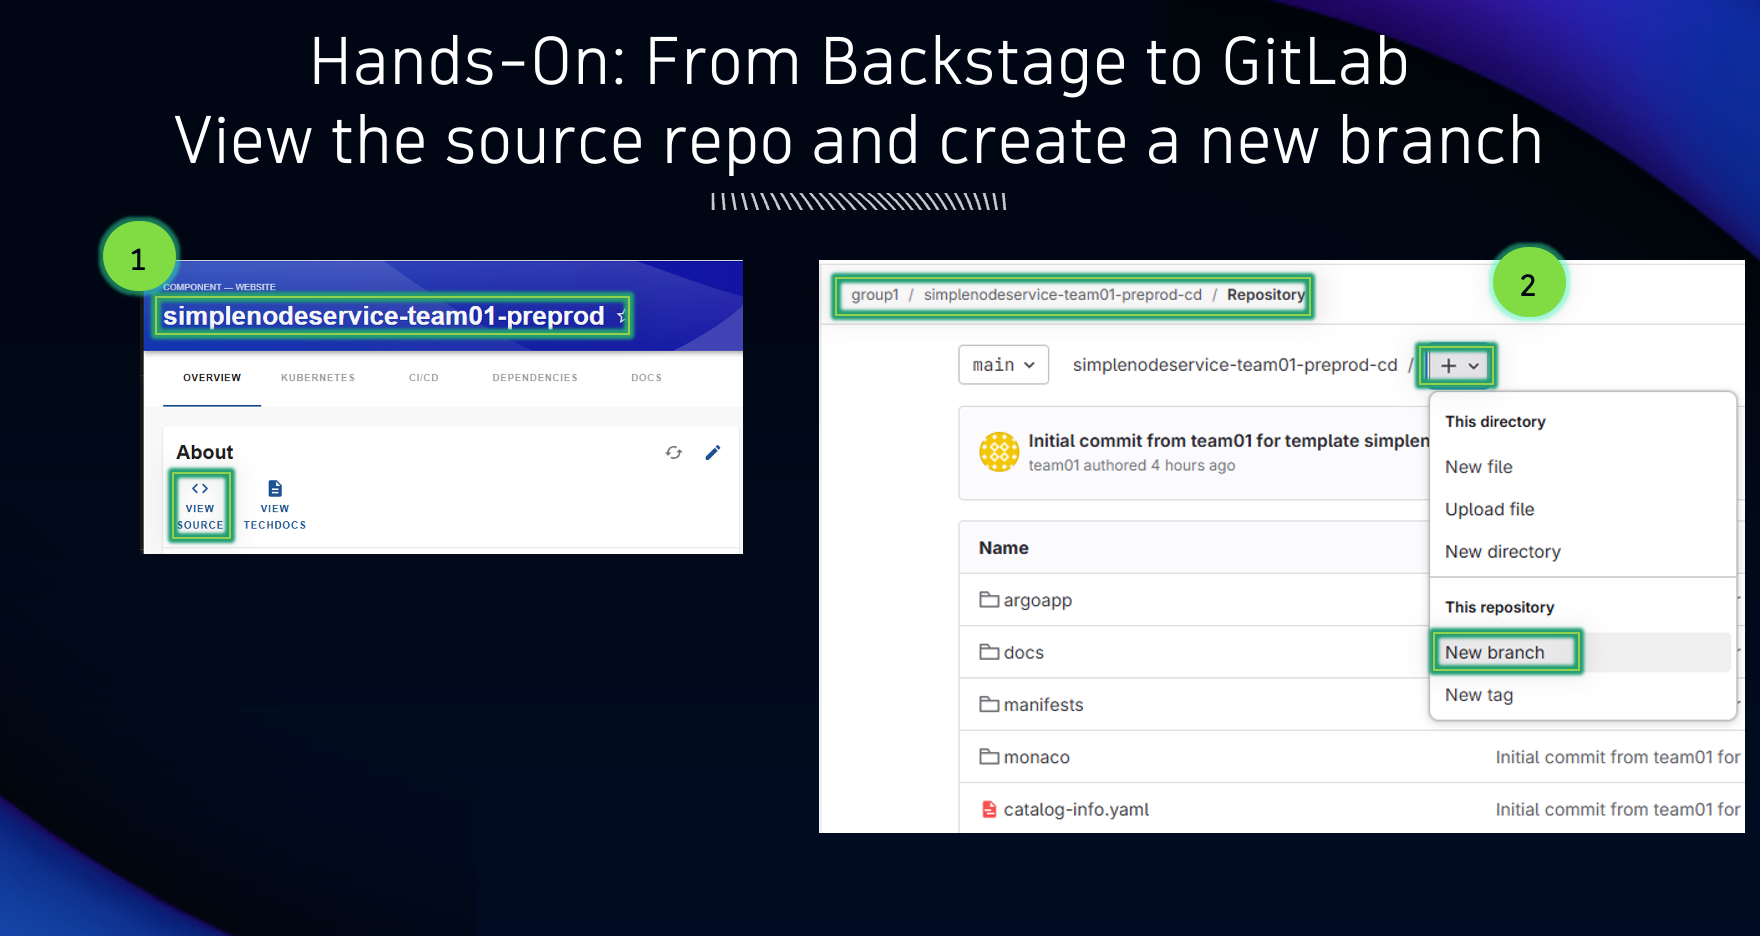 Hands-On: From Backstage to GitLab
View the source repo and create a new branch
1
COMPONENT — WEBSITE
simplenodeservice-team01-preprod
OVERVIEW KUBERNETES CI/CD DEPENDENCIES DOCS
About
VIEW
SOURCE
VIEW
TECHDOCS
2
group1 / simplenodeservice-team01-preprod-cd / Repository
main simplenodeservice-team01-preprod-cd / +
Initial commit from team01 for template simplen
team01 authored 4 hours ago
This directory
New file
Upload file
New directory
This repository
New branch
New tag
Name
argoapp
docs
manifests
monaco Initial commit from team01 for
catalog-info.yaml Initial commit from team01 for